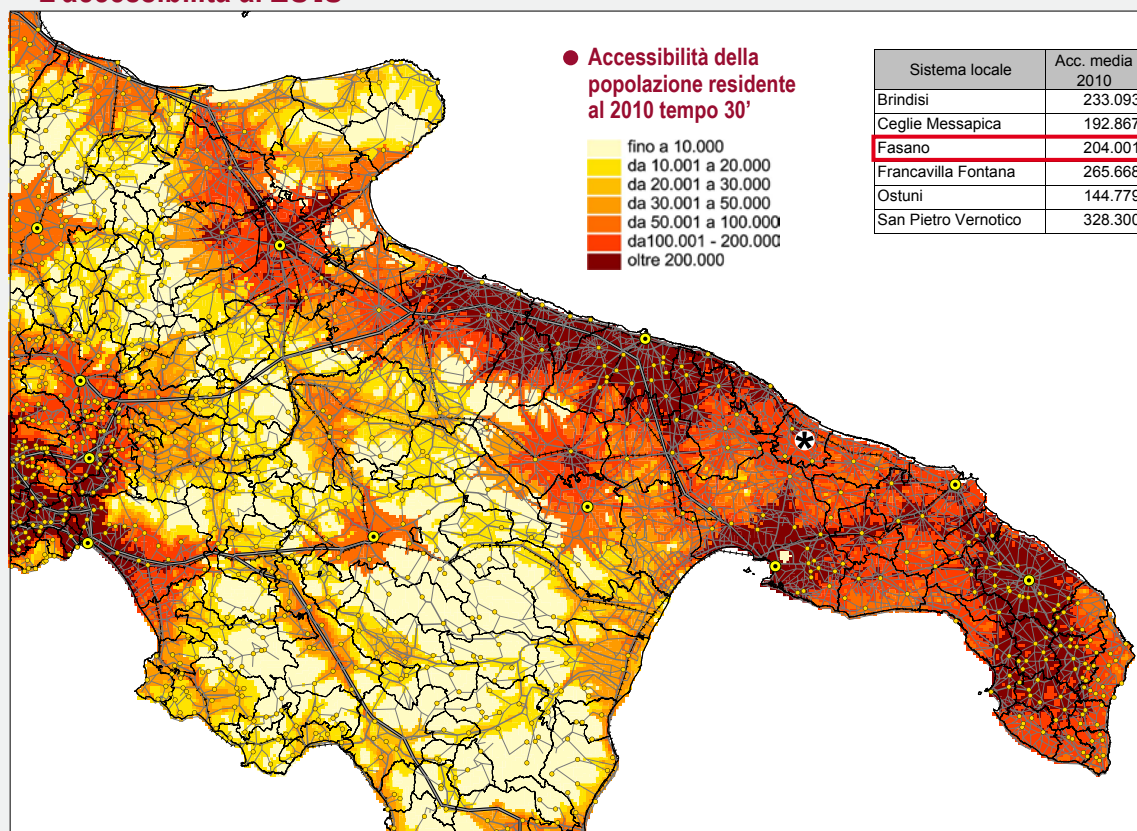 ● Accessibilità della
popolazione residente
al 2010 tempo 30'
fino a 10.000
da 10.001 a 20.000
da 20.001 a 30.000
da 30.001 a 50.000
da 50.001 a 100.000
da100.001 - 200.000
oltre 200.000
Sistema locale Acc. media
2010
Brindisi 233.093
Ceglie Messapica 192.867
Fasano 204.001
Francavilla Fontana 265.668
Ostuni 144.779
San Pietro Vernotico 328.300
*